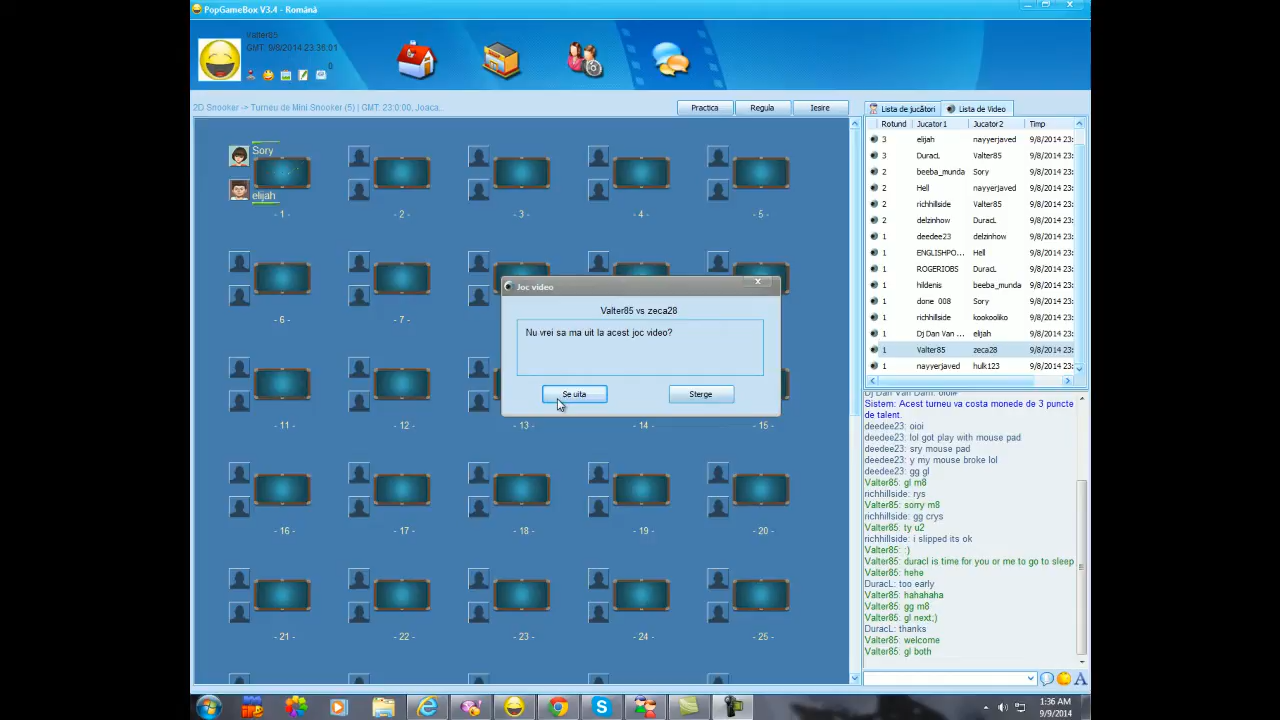 PopGameBox V3.4 - Română
Valter85
GMT: 9/8/2014 23:36:01
0
2D Snooker -> Turneu de Mini Snooker (5) | GMT: 23:0:00, Joaca..
Practica
Regula
Iesire
Lista de jucători
Lista de Video
Rotund Jucator1 Jucator2 Timp
3 elijah nayyerjaved 9/8/2014 23:
3 DuracL Valter85 9/8/2014 23:
2 beeba_munda Sory 9/8/2014 23:
2 Hell nayyerjaved 9/8/2014 23:
2 richhillside Valter85 9/8/2014 23:
2 delzinhow DuracL 9/8/2014 23:
1 deedee23 delzinhow 9/8/2014 23:
1 ENGLISHPO... Hell 9/8/2014 23:
1 ROGERIOBS DuracL 9/8/2014 23:
1 hildenis beeba_munda 9/8/2014 23:
1 done_008 Sory 9/8/2014 23:
1 richhillside kookooliko 9/8/2014 23:
1 Dj Dan Van ... elijah 9/8/2014 23:
1 Valter85 zeca28 9/8/2014 23:
1 nayyerjaved hulk123 9/8/2014 23:
Sory
elijah
- 1 -
- 2 -
- 3 -
- 4 -
- 5 -
- 6 -
- 7 -
- 11 -
- 12 -
- 13 -
- 14 -
- 15 -
- 16 -
- 17 -
- 18 -
- 19 -
- 20 -
- 21 -
- 22 -
- 23 -
- 24 -
- 25 -
Joc video
Valter85 vs zeca28
Nu vrei sa ma uit la acest joc video?
Se uita
Sterge
Sistem: Acest turneu va costa monede de 3 puncte
de talent.
deedee23: oioi
deedee23: lol got play with mouse pad
deedee23: sry mouse pad
deedee23: y my mouse broke lol
deedee23: gg gl
Valter85: gl m8
richhillside: rys
Valter85: sorry m8
richhillside: gg crys
Valter85: ty u2
richhillside: i slipped its ok
Valter85: :)
Valter85: duracl is time for you or me to go to sleep
Valter85: hehe
DuracL: too early
Valter85: hahahaha
Valter85: gg m8
Valter85: gl next;)
DuracL: thanks
Valter85: welcome
Valter85: gl both
1:36 AM
9/9/2014